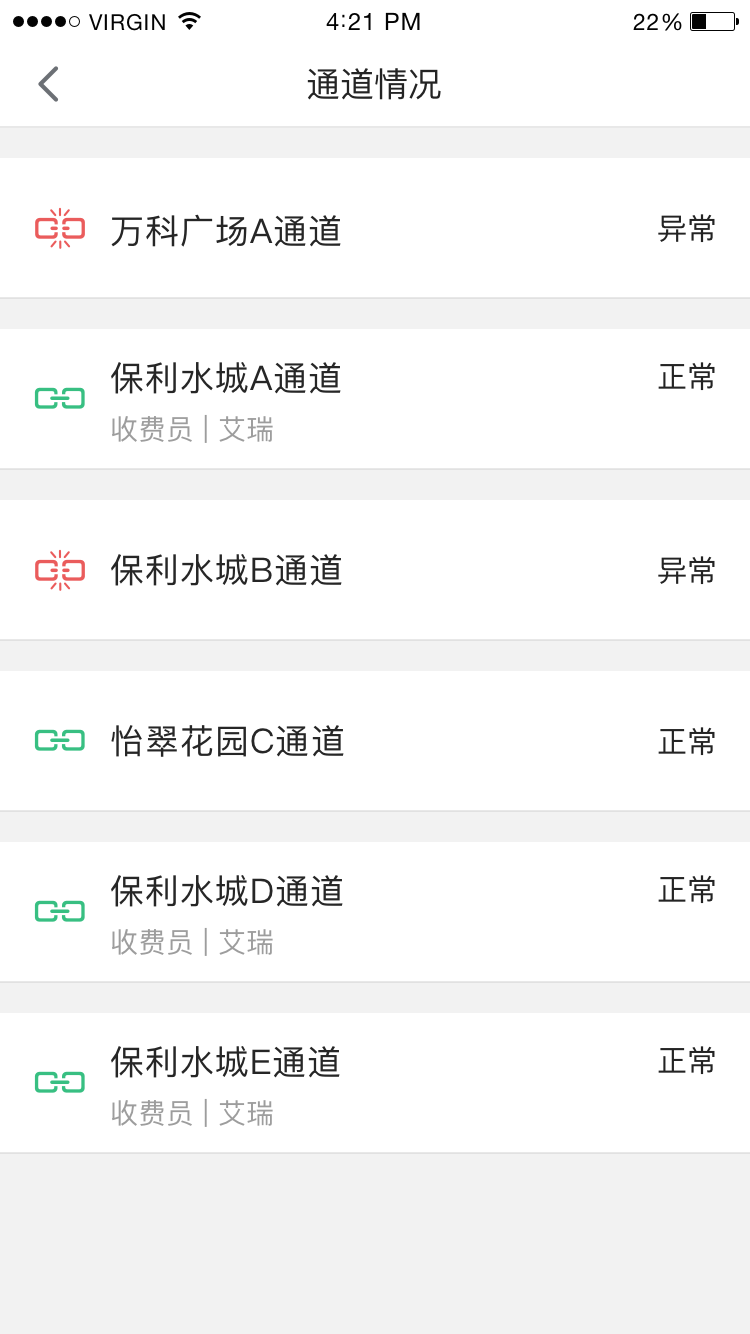 VIRGIN 4:21 PM 22%
通道情况
万科广场A通道 异常
保利水城A通道 正常
收费员 | 艾瑞
保利水城B通道 异常
怡翠花园C通道 正常
保利水城D通道 正常
收费员 | 艾瑞
保利水城E通道 正常
收费员 | 艾瑞